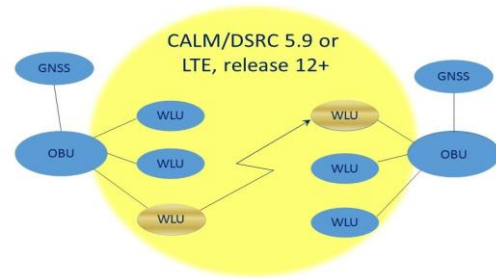 CALM/DSRC 5.9 or
LTE, release 12+
GNSS
GNSS
WLU
WLU
OBU
WLU
WLU
OBU
WLU
WLU